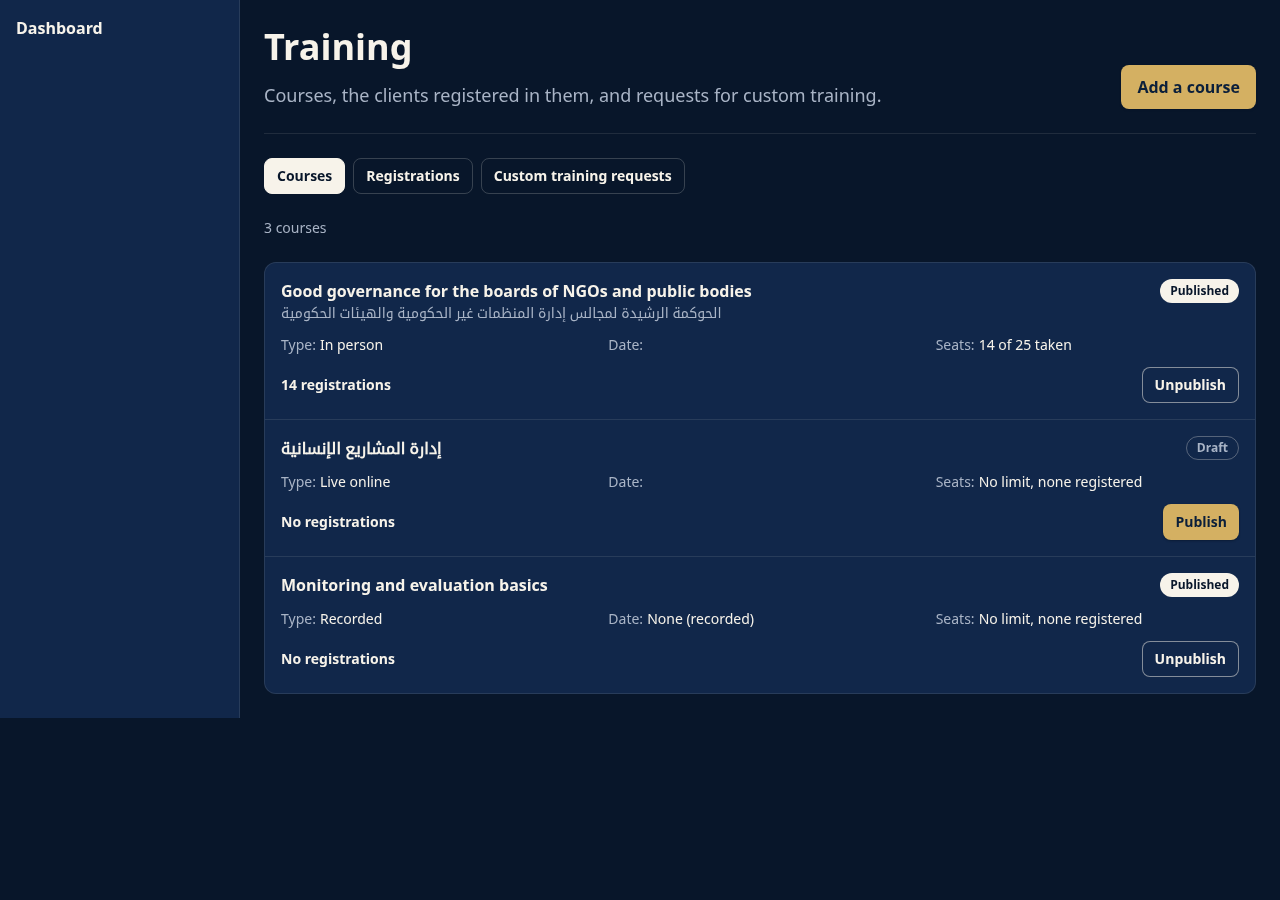 Dashboard
Training
Courses, the clients registered in them, and requests for custom training.
Add a course
Courses
Registrations
Custom training requests
3 courses
Good governance for the boards of NGOs and public bodies
Published
الحوكمة الرشيدة لمجالس إدارة المنظمات غير الحكومية والهيئات الحكومية
Type: In person
Date:
Seats: 14 of 25 taken
14 registrations
Unpublish
إدارة المشاريع الإنسانية
Draft
Type: Live online
Date:
Seats: No limit, none registered
No registrations
Publish
Monitoring and evaluation basics
Published
Type: Recorded
Date: None (recorded)
Seats: No limit, none registered
No registrations
Unpublish